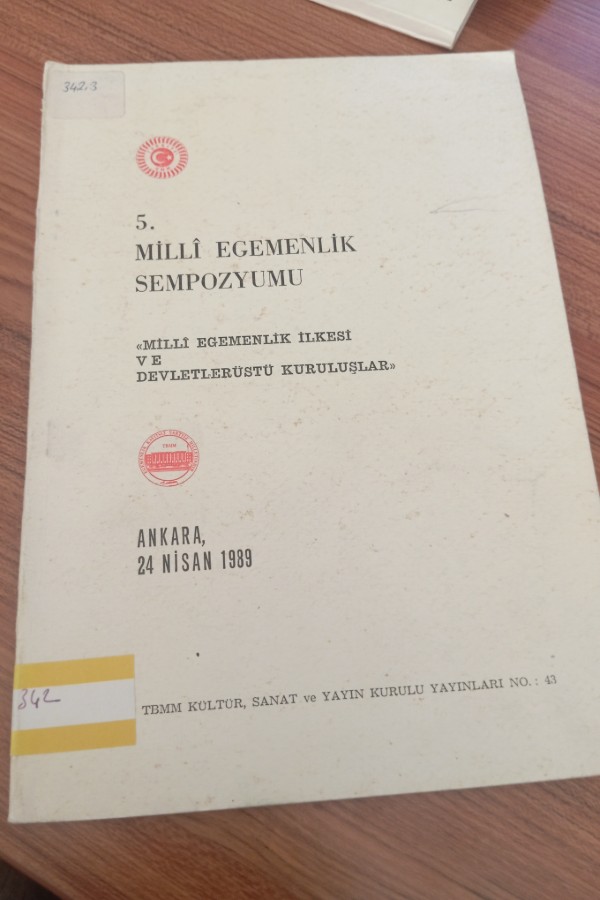 342.3
5.
MİLLÎ EGEMENLİK
SEMPOZYUMU
«MİLLÎ EGEMENLİK İLKESİ
VE
DEVLETLERÜSTÜ KURULUŞLAR»
TBMM
ANKARA,
24 NİSAN 1989
342
TBMM KÜLTÜR, SANAT ve YAYIN KURULU YAYINLARI NO. : 43